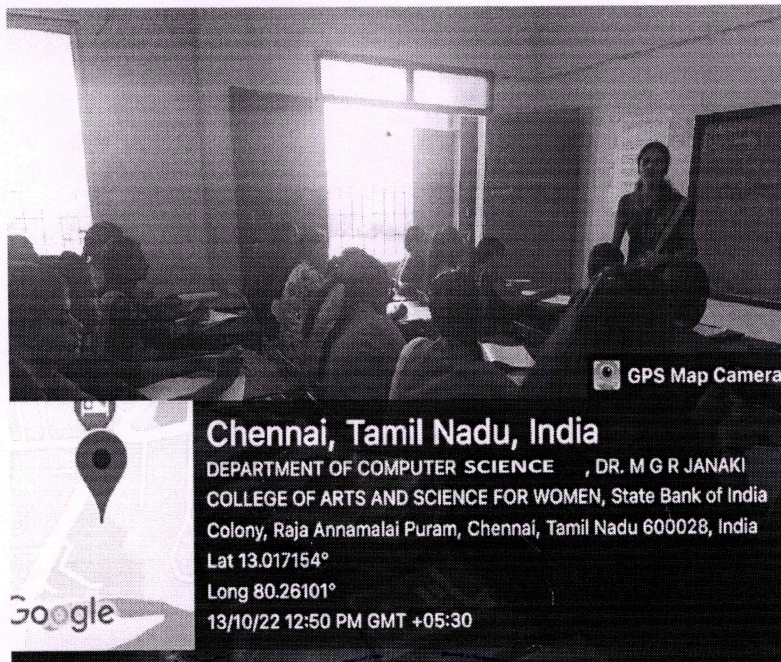 GPS Map Camera
Chennai, Tamil Nadu, India
DEPARTMENT OF COMPUTER SCIENCE , DR. M G R JANAKI
COLLEGE OF ARTS AND SCIENCE FOR WOMEN, State Bank of India
Colony, Raja Annamalai Puram, Chennai, Tamil Nadu 600028, India
Lat 13.017154°
Long 80.26101°
13/10/22 12:50 PM GMT +05:30
Google